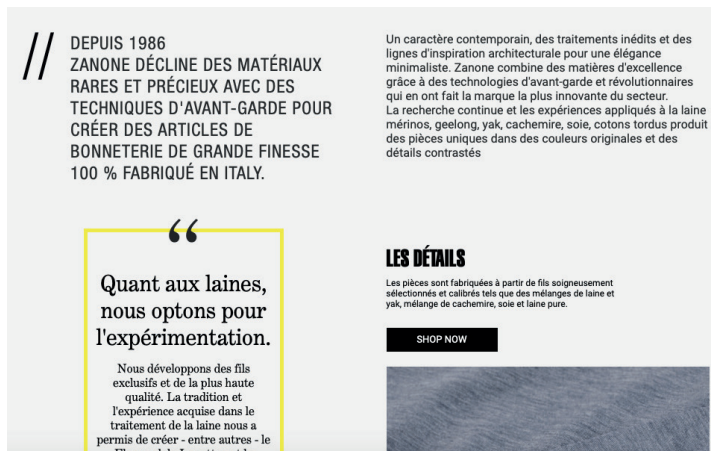 DEPUIS 1986
ZANONE DÉCLINE DES MATÉRIAUX
RARES ET PRÉCIEUX AVEC DES
TECHNIQUES D'AVANT-GARDE POUR
CRÉER DES ARTICLES DE
BONNETERIE DE GRANDE FINESSE
100 % FABRIQUÉ EN ITALY.
Un caractère contemporain, des traitements inédits et des
lignes d'inspiration architecturale pour une élégance
minimaliste. Zanone combine des matières d'excellence
grâce à des technologies d'avant-garde et révolutionnaires
qui en ont fait la marque la plus innovante du secteur.
La recherche continue et les expériences appliqués à la laine
mérinos, geelong, yak, cachemire, soie, cotons tordus produit
des pièces uniques dans des couleurs originales et des
détails contrastés
“
Quant aux laines,
nous optons pour
l'expérimentation.
Nous développons des fils
exclusifs et de la plus haute
qualité. La tradition et
l'expérience acquise dans le
traitement de la laine nous a
permis de créer - entre autres - le
LES DÉTAILS
Les pièces sont fabriquées à partir de fils soigneusement
sélectionnés et calibrés tels que des mélanges de laine et
yak, mélange de cachemire, soie et laine pure.
SHOP NOW